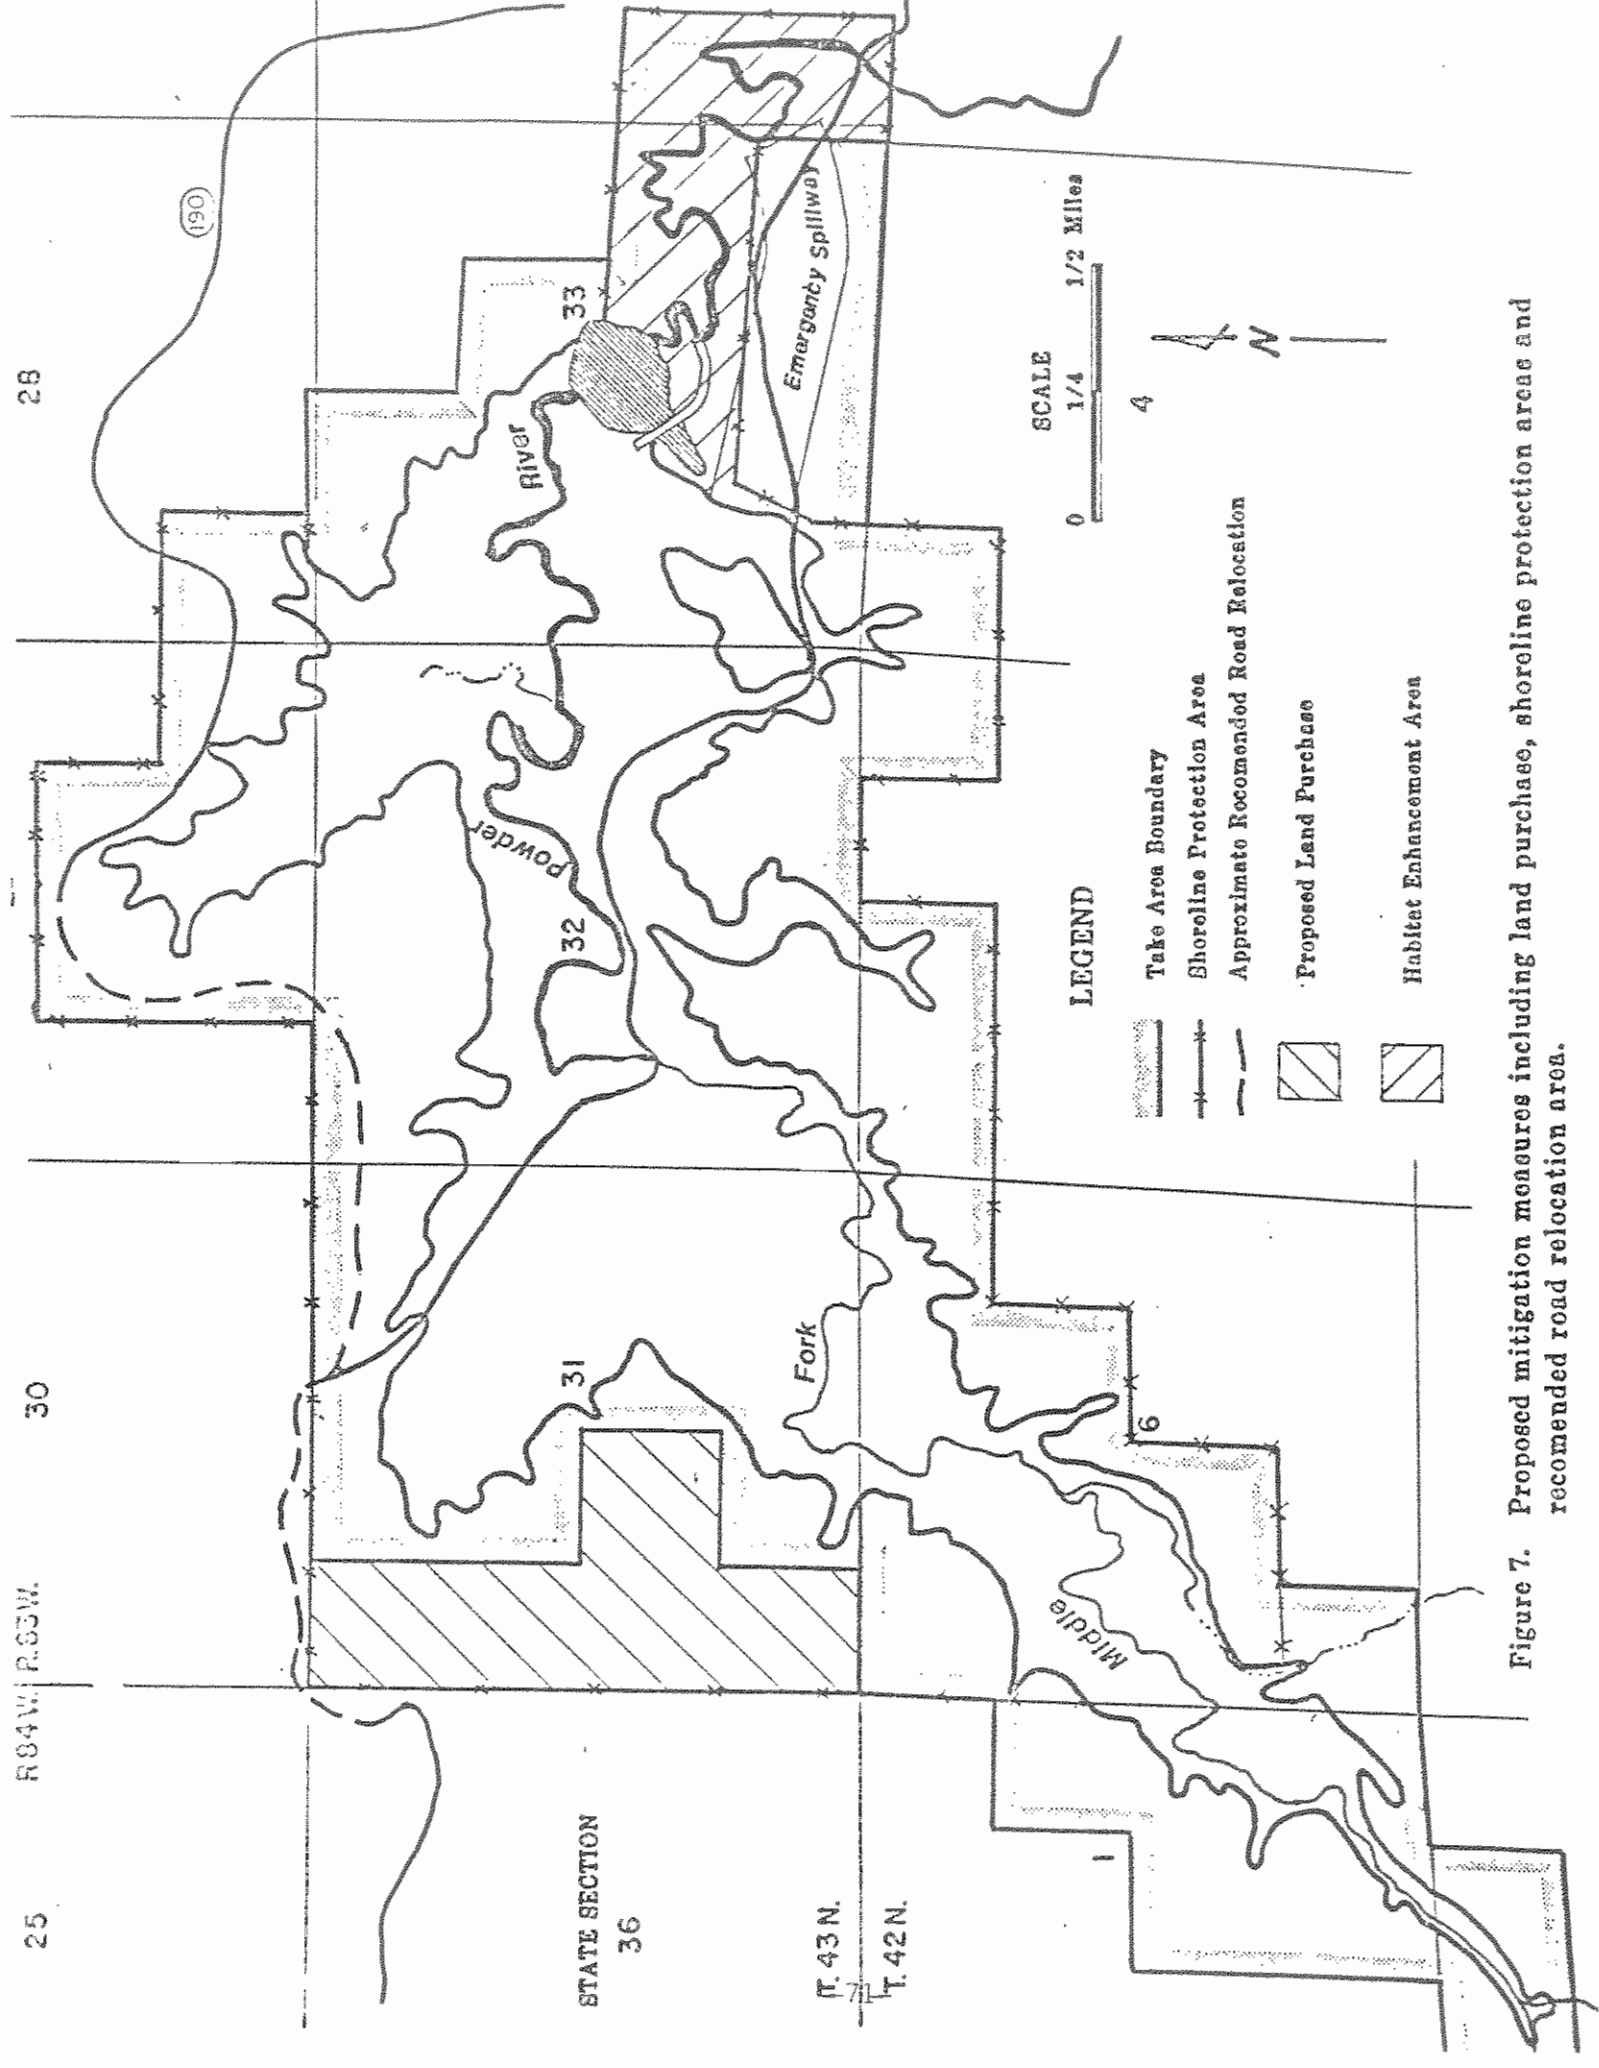 25
R84W. R.83W.
30
28
190
STATE SECTION
36
31
32
33
River
Powder
Emergancy Spillway
Fork
Middle
T. 43 N.
T. 42 N.
71
1
6
4
SCALE
0 1/4 1/2 Miles
N
LEGEND
Take Area Boundary
Shoreline Protection Area
Approximate Recomended Road Relocation
Proposed Land Purchase
Habitet Enhancement Area
Figure 7. Proposed mitigation measures including land purchase, shoreline protection areas and
recomended road relocation area.